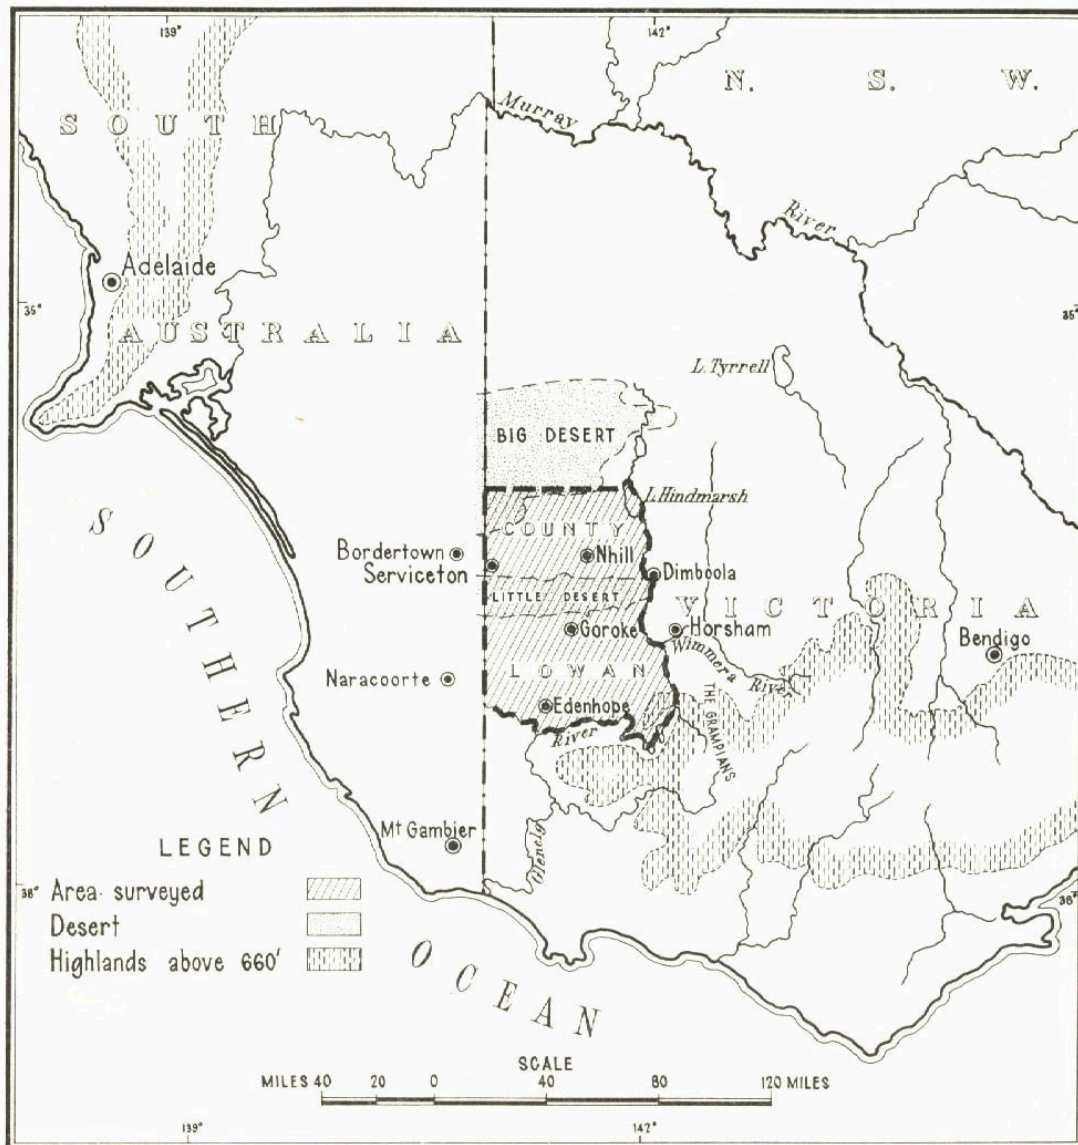 139°
142°
N. S. W.
SOUTH
Murray
River
Adelaide
35°
35°
AUSTRALIA
L. Tyrrell
BIG DESERT
L. Hindmarsh
COUNTY
Bordertown
Nhill
Serviceton
Dimboola
LITTLE DESERT
VICTORIA
Goroke
Horsham
Bendigo
Wimmera
River
Naracoorte
LOWAN
Edenhope
THE GRAMPIANS
River
SOUTHERN
Mt Gambier
Glenelg
LEGEND
Area surveyed
Desert
Highlands above 660'
38°
38°
OCEAN
SCALE
MILES 40 20 0 40 80 120 MILES
139°
142°